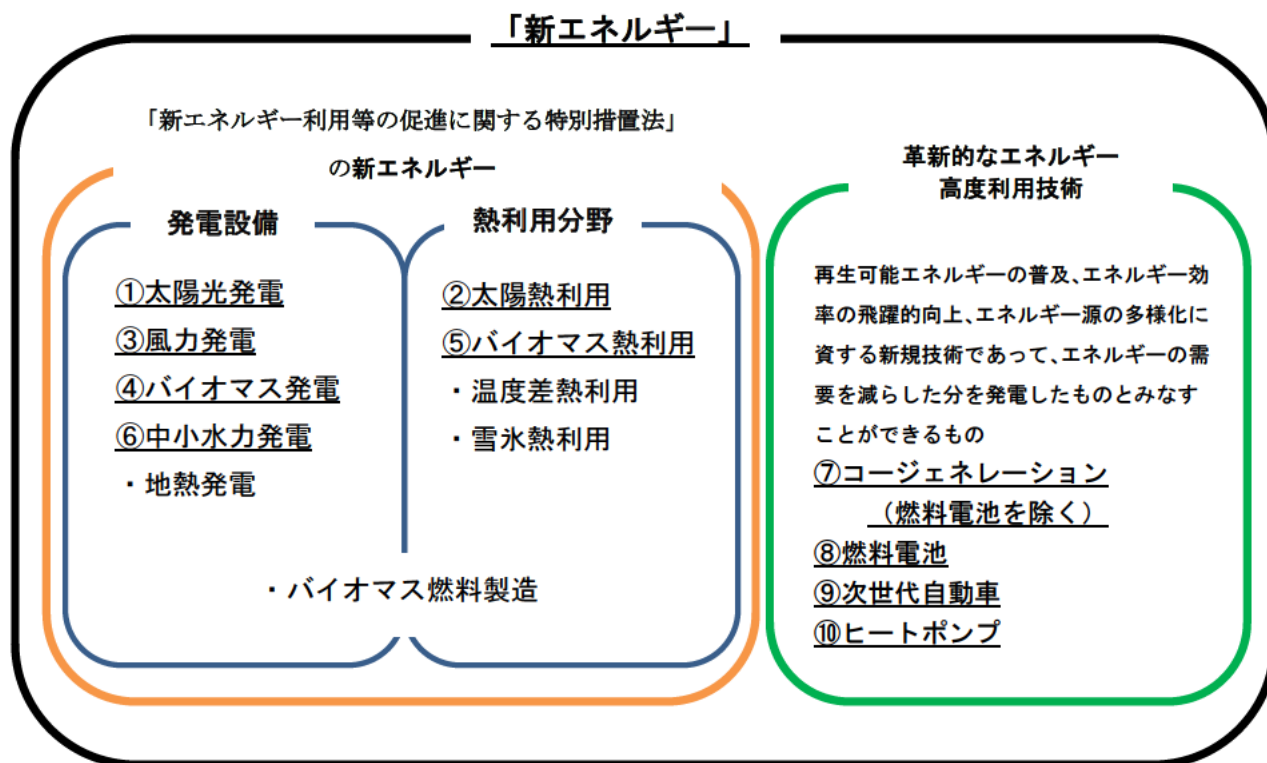 「新エネルギー」
「新エネルギー利用等の促進に関する特別措置法」
の新エネルギー
発電設備
①太陽光発電
③風力発電
④バイオマス発電
⑥中小水力発電
・地熱発電
熱利用分野
②太陽熱利用
⑤バイオマス熱利用
・温度差熱利用
・雪氷熱利用
・バイオマス燃料製造
革新的なエネルギー
高度利用技術
再生可能エネルギーの普及、エネルギー効
率の飛躍的向上、エネルギー源の多様化に
資する新規技術であって、エネルギーの需
要を減らした分を発電したものとみなす
ことができるもの
⑦コージェネレーション
（燃料電池を除く）
⑧燃料電池
⑨次世代自動車
⑩ヒートポンプ